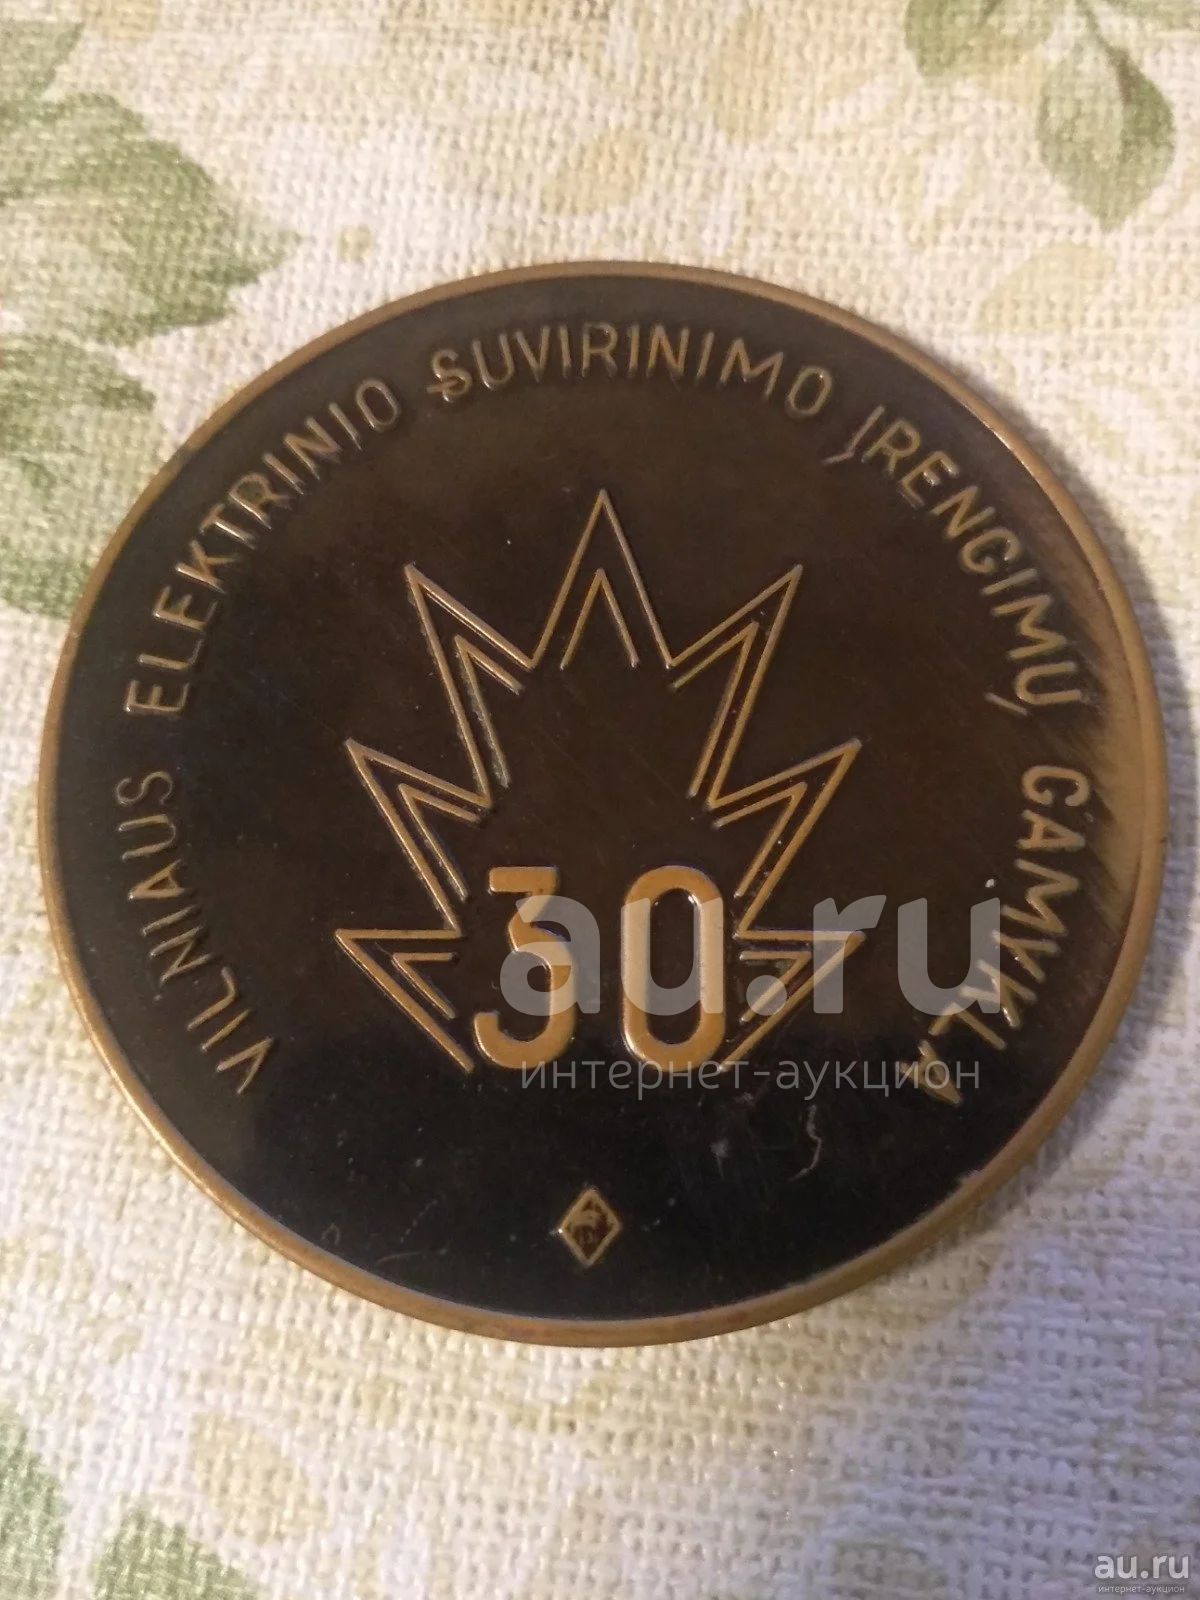 VILNIAUS ELEKTRINIO SUVIRINIMO ĮRENGIMŲ GAMYKLA
30
au.ru
интернет-аукцион
au.ru
интернет-аукцион